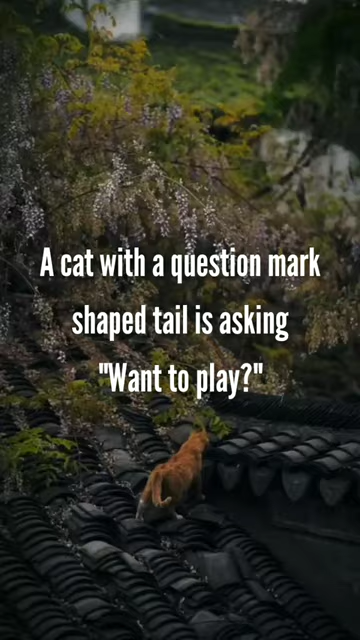 A cat with a question mark
shaped tail is asking
"Want to play?"